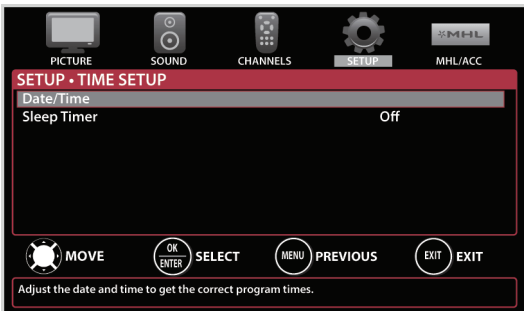 PICTURE SOUND CHANNELS SETUP MHL/ACC
MHL
SETUP • TIME SETUP
Date/Time
Sleep Timer Off
MOVE OK ENTER SELECT MENU PREVIOUS EXIT EXIT
Adjust the date and time to get the correct program times.